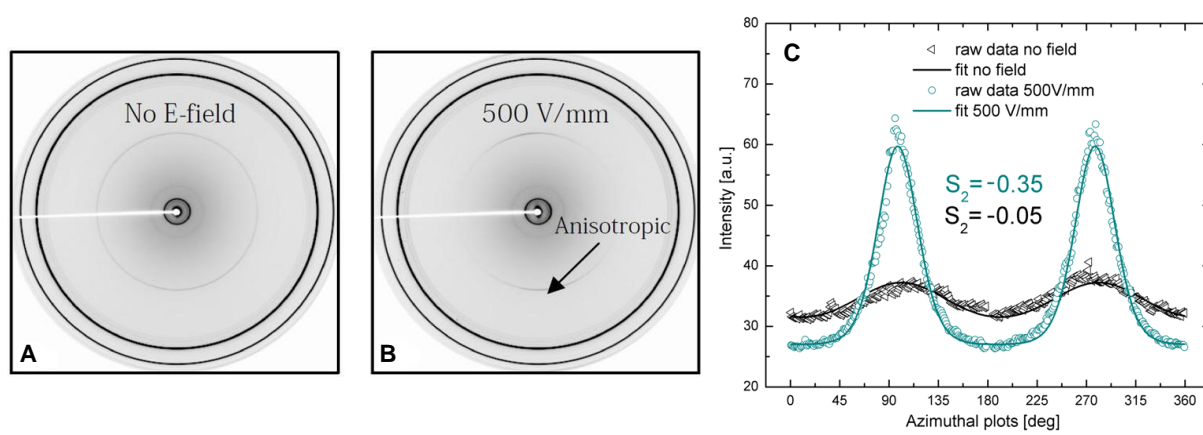 No E-field
A
500 V/mm
Anisotropic
B
C
raw data no field
fit no field
raw data 500V/mm
fit 500 V/mm
S2=-0.35
S2=-0.05
Intensity [a.u.]
80
70
60
50
40
30
20
0 45 90 135 180 225 270 315 360
Azimuthal plots [deg]